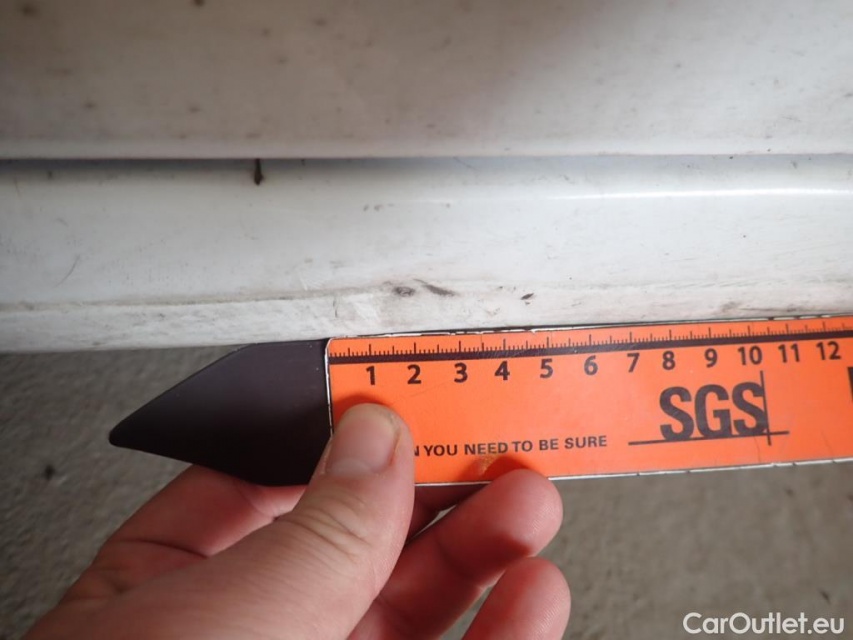 1 2 3 4 5 6 7 8 9 10 11 12
SGS
YOU NEED TO BE SURE
CarOutlet.eu